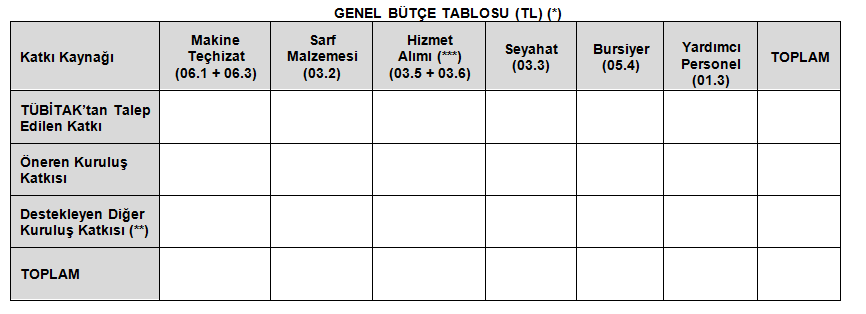 GENEL BÜTÇE TABLOSU (TL) (*)
Katkı Kaynağı
Makine
Teçhizat
(06.1 + 06.3)
Sarf
Malzemesi
(03.2)
Hizmet
Alımı (***)
(03.5 + 03.6)
Seyahat
(03.3)
Bursiyer
(05.4)
Yardımcı
Personel
(01.3)
TOPLAM
TÜBİTAK'tan Talep
Edilen Katkı
Öneren Kuruluş
Katkısı
Destekleyen Diğer
Kuruluş Katkısı (**)
TOPLAM